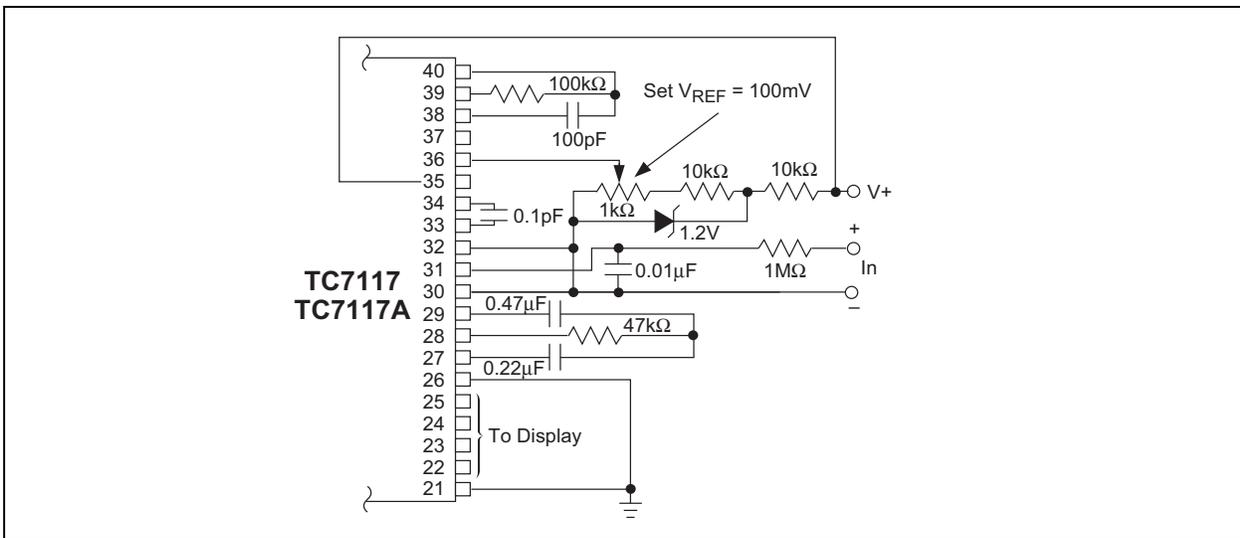 40
39
38
37
36
35
34
33
32
31
30
29
28
27
26
25
24
23
22
21
TC7117
TC7117A
100kΩ
100pF
Set VREF = 100mV
10kΩ
10kΩ
V+
1kΩ
1.2V
0.1pF
+
In
–
0.01µF
1MΩ
0.47µF
47kΩ
0.22µF
To Display